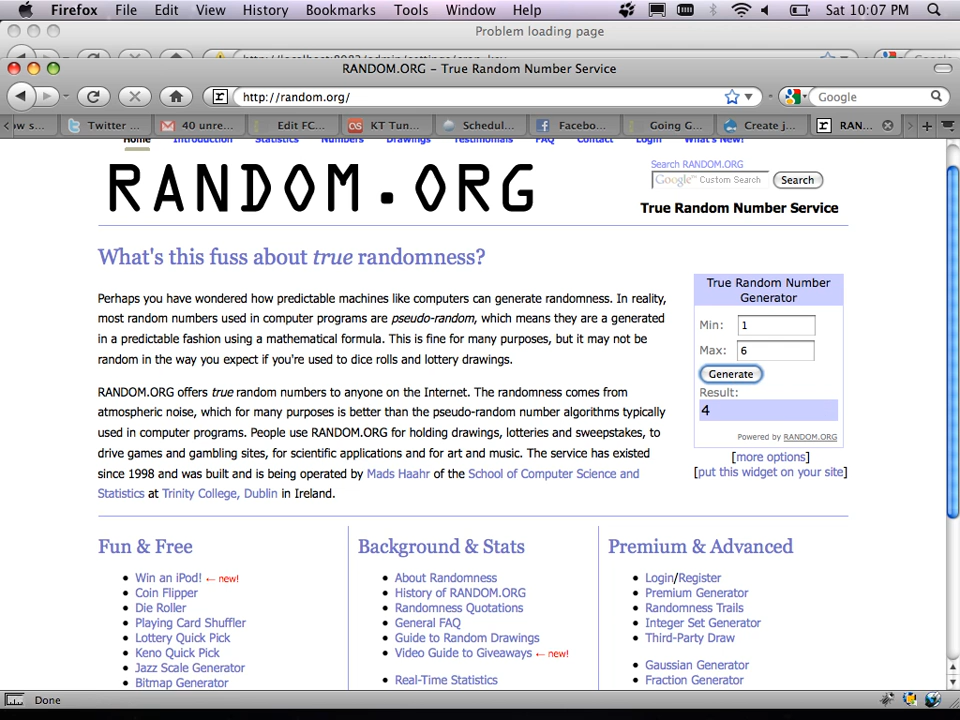 Firefox File Edit View History Bookmarks Tools Window Help Sat 10:07 PM
Problem loading page
RANDOM.ORG – True Random Number Service
http://random.org/
Google
ow s... Twitter ... 40 unre... Edit FC... KT Tun... Schedul... Facebo... Going G... Create j... RAN...
Home Introduction Statistics Numbers Drawings Testimonials FAQ Contact Login What's New!
RANDOM.ORG
Search RANDOM.ORG
Google™ Custom Search Search
True Random Number Service
What's this fuss about true randomness?
Perhaps you have wondered how predictable machines like computers can generate randomness. In reality,
most random numbers used in computer programs are pseudo-random, which means they are a generated
in a predictable fashion using a mathematical formula. This is fine for many purposes, but it may not be
random in the way you expect if you're used to dice rolls and lottery drawings.
RANDOM.ORG offers true random numbers to anyone on the Internet. The randomness comes from
atmospheric noise, which for many purposes is better than the pseudo-random number algorithms typically
used in computer programs. People use RANDOM.ORG for holding drawings, lotteries and sweepstakes, to
drive games and gambling sites, for scientific applications and for art and music. The service has existed
since 1998 and was built and is being operated by Mads Haahr of the School of Computer Science and
Statistics at Trinity College, Dublin in Ireland.
True Random Number
Generator
Min: 1
Max: 6
Generate
Result:
4
Powered by RANDOM.ORG
[more options]
[put this widget on your site]
Fun & Free
Win an iPod! ← new!
Coin Flipper
Die Roller
Playing Card Shuffler
Lottery Quick Pick
Keno Quick Pick
Jazz Scale Generator
Bitmap Generator
Background & Stats
About Randomness
History of RANDOM.ORG
Randomness Quotations
General FAQ
Guide to Random Drawings
Video Guide to Giveaways ← new!
Real-Time Statistics
Premium & Advanced
Login/Register
Premium Generator
Randomness Trails
Integer Set Generator
Third-Party Draw
Gaussian Generator
Fraction Generator
Done